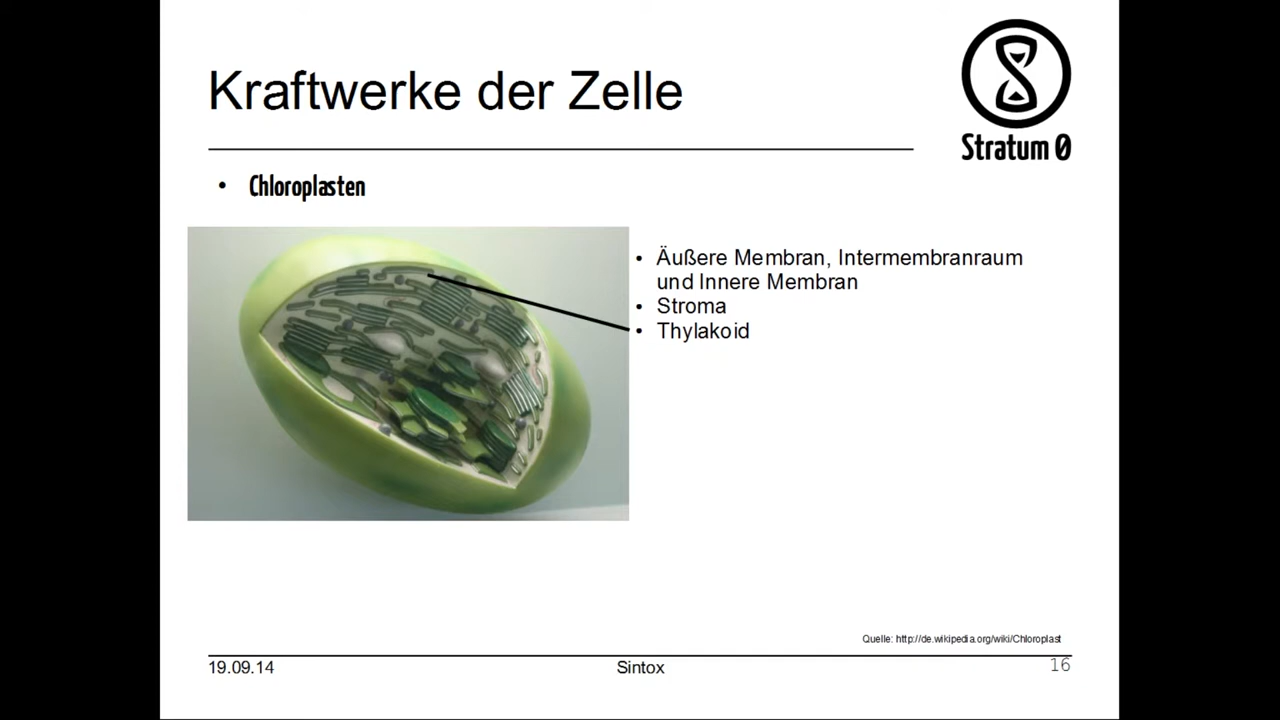 Kraftwerke der Zelle
Stratum 0
• Chloroplasten
• Äußere Membran, Intermembranraum
und Innere Membran
• Stroma
• Thylakoid
Quelle: http://de.wikipedia.org/wiki/Chloroplast
19.09.14
Sintox
16